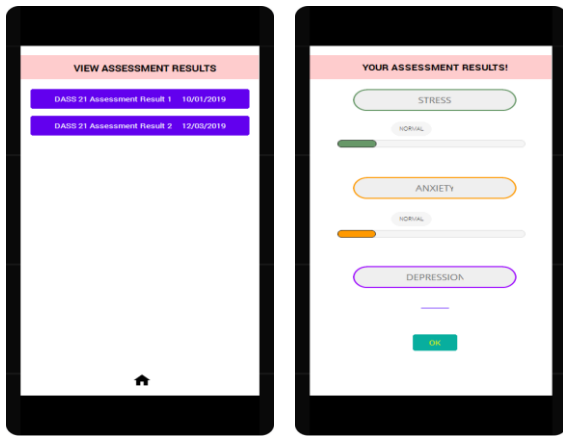 VIEW ASSESSMENT RESULTS
DASS 21 Assessment Result 1 10/01/2019
DASS 21 Assessment Result 2 12/03/2019
YOUR ASSESSMENT RESULTS!
STRESS
NORMAL
ANXIETY
NORMAL
DEPRESSION
OK